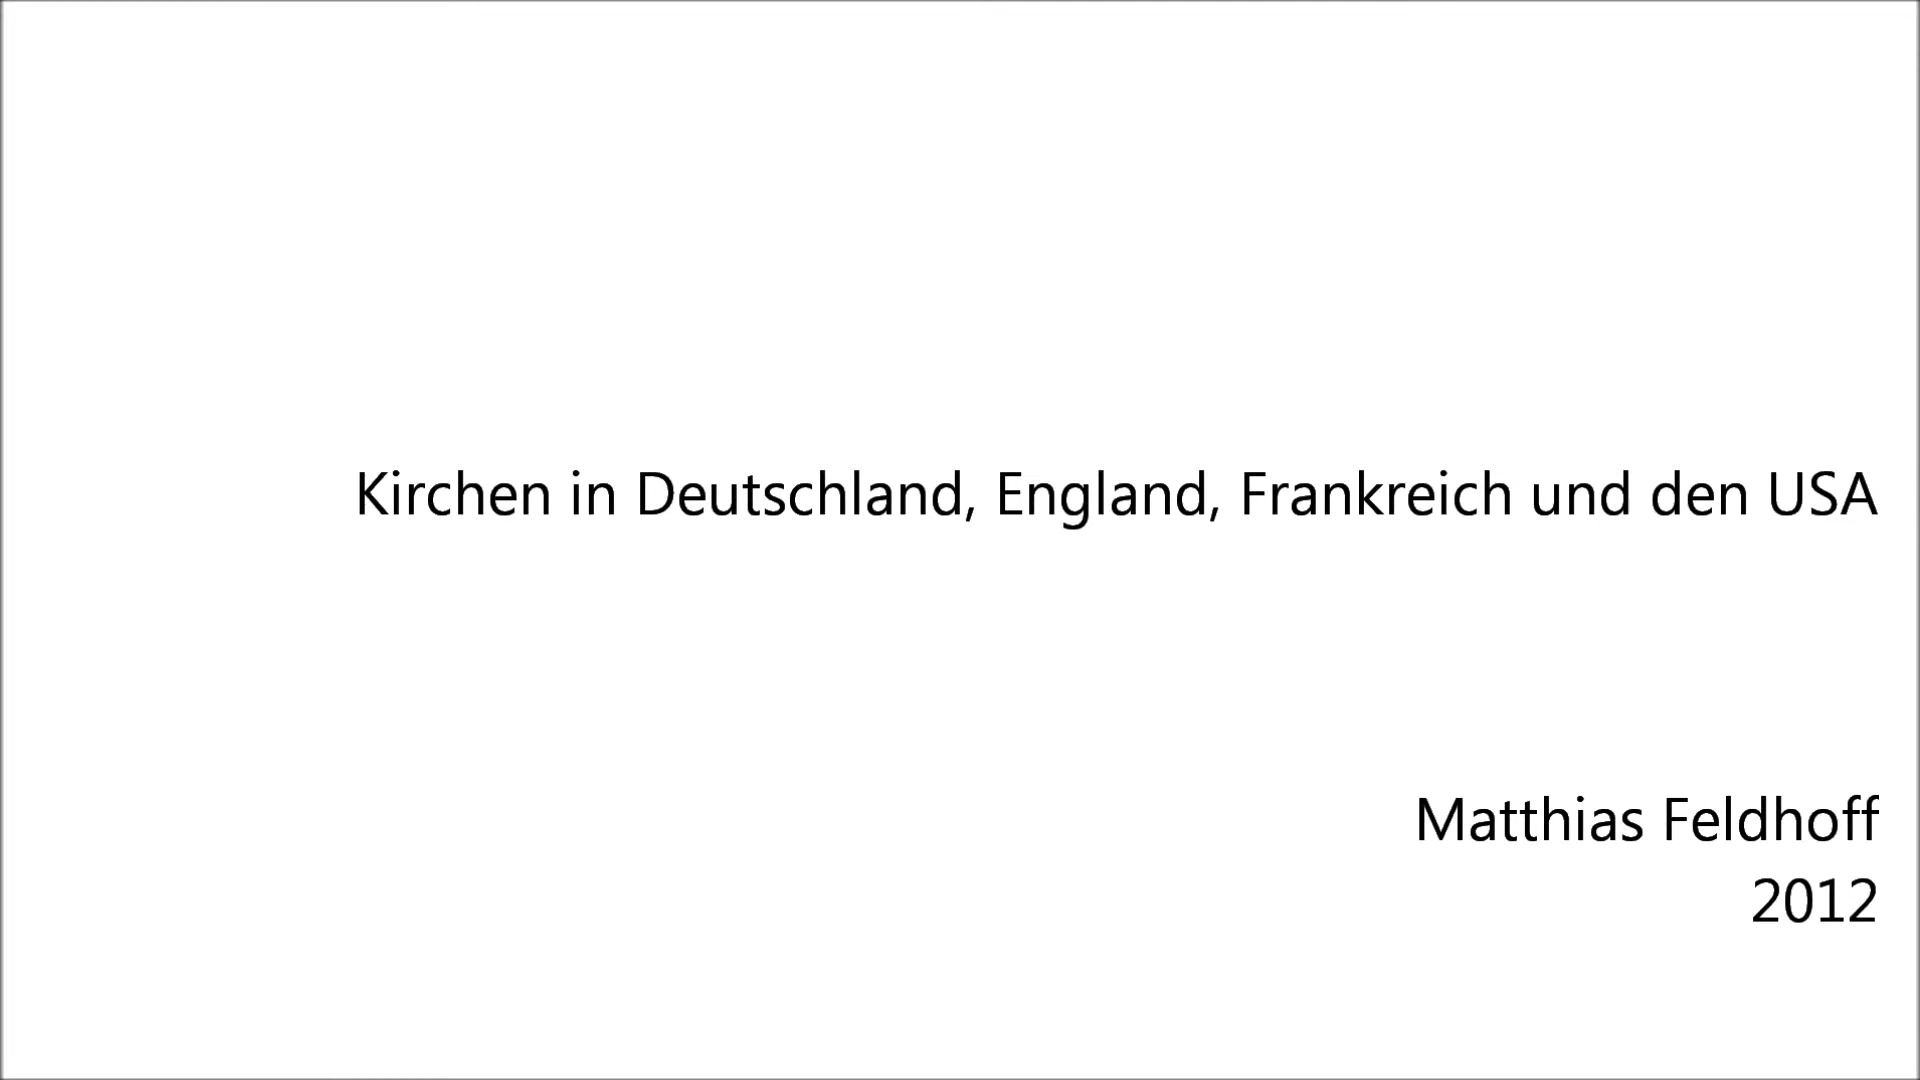 Kirchen in Deutschland, England, Frankreich und den USA
Matthias Feldhoff
2012